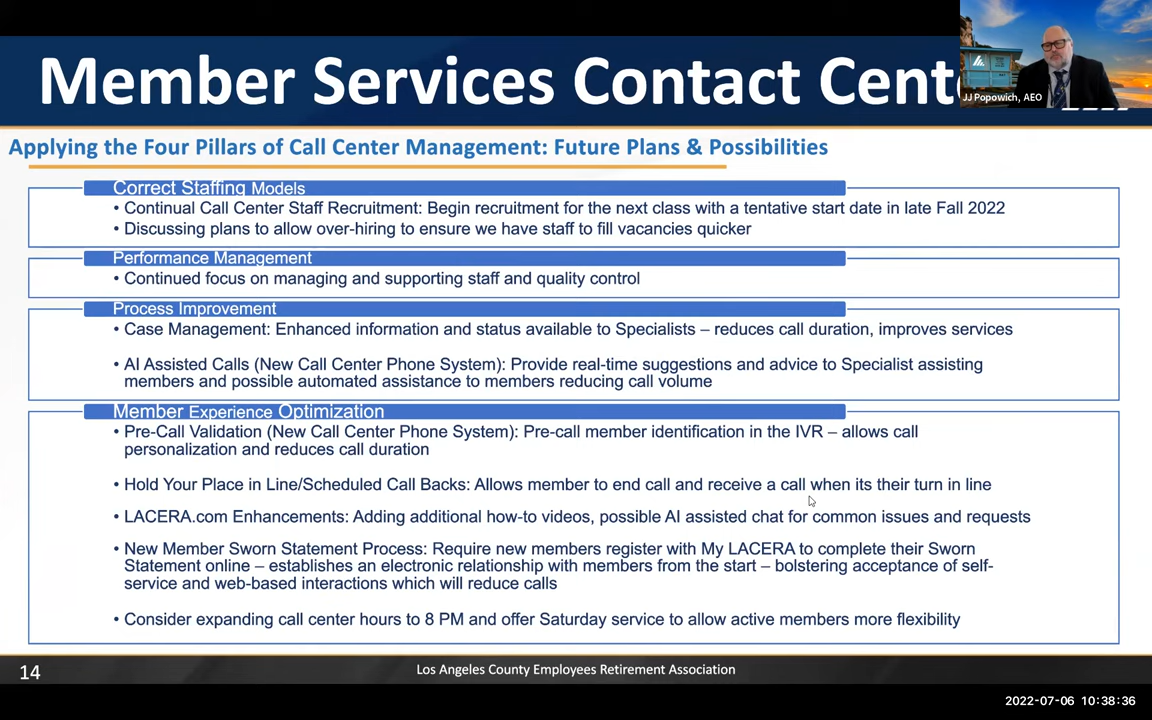 Member Services Contact Cent
JJ Popowich, AEO
Applying the Four Pillars of Call Center Management: Future Plans & Possibilities
Correct Staffing Models
• Continual Call Center Staff Recruitment: Begin recruitment for the next class with a tentative start date in late Fall 2022
• Discussing plans to allow over-hiring to ensure we have staff to fill vacancies quicker
Performance Management
• Continued focus on managing and supporting staff and quality control
Process Improvement
• Case Management: Enhanced information and status available to Specialists – reduces call duration, improves services
• AI Assisted Calls (New Call Center Phone System): Provide real-time suggestions and advice to Specialist assisting
members and possible automated assistance to members reducing call volume
Member Experience Optimization
• Pre-Call Validation (New Call Center Phone System): Pre-call member identification in the IVR – allows call
personalization and reduces call duration
• Hold Your Place in Line/Scheduled Call Backs: Allows member to end call and receive a call when its their turn in line
• LACERA.com Enhancements: Adding additional how-to videos, possible AI assisted chat for common issues and requests
• New Member Sworn Statement Process: Require new members register with My LACERA to complete their Sworn
Statement online – establishes an electronic relationship with members from the start – bolstering acceptance of self-
service and web-based interactions which will reduce calls
• Consider expanding call center hours to 8 PM and offer Saturday service to allow active members more flexibility
14
Los Angeles County Employees Retirement Association
2022-07-06 10:38:36